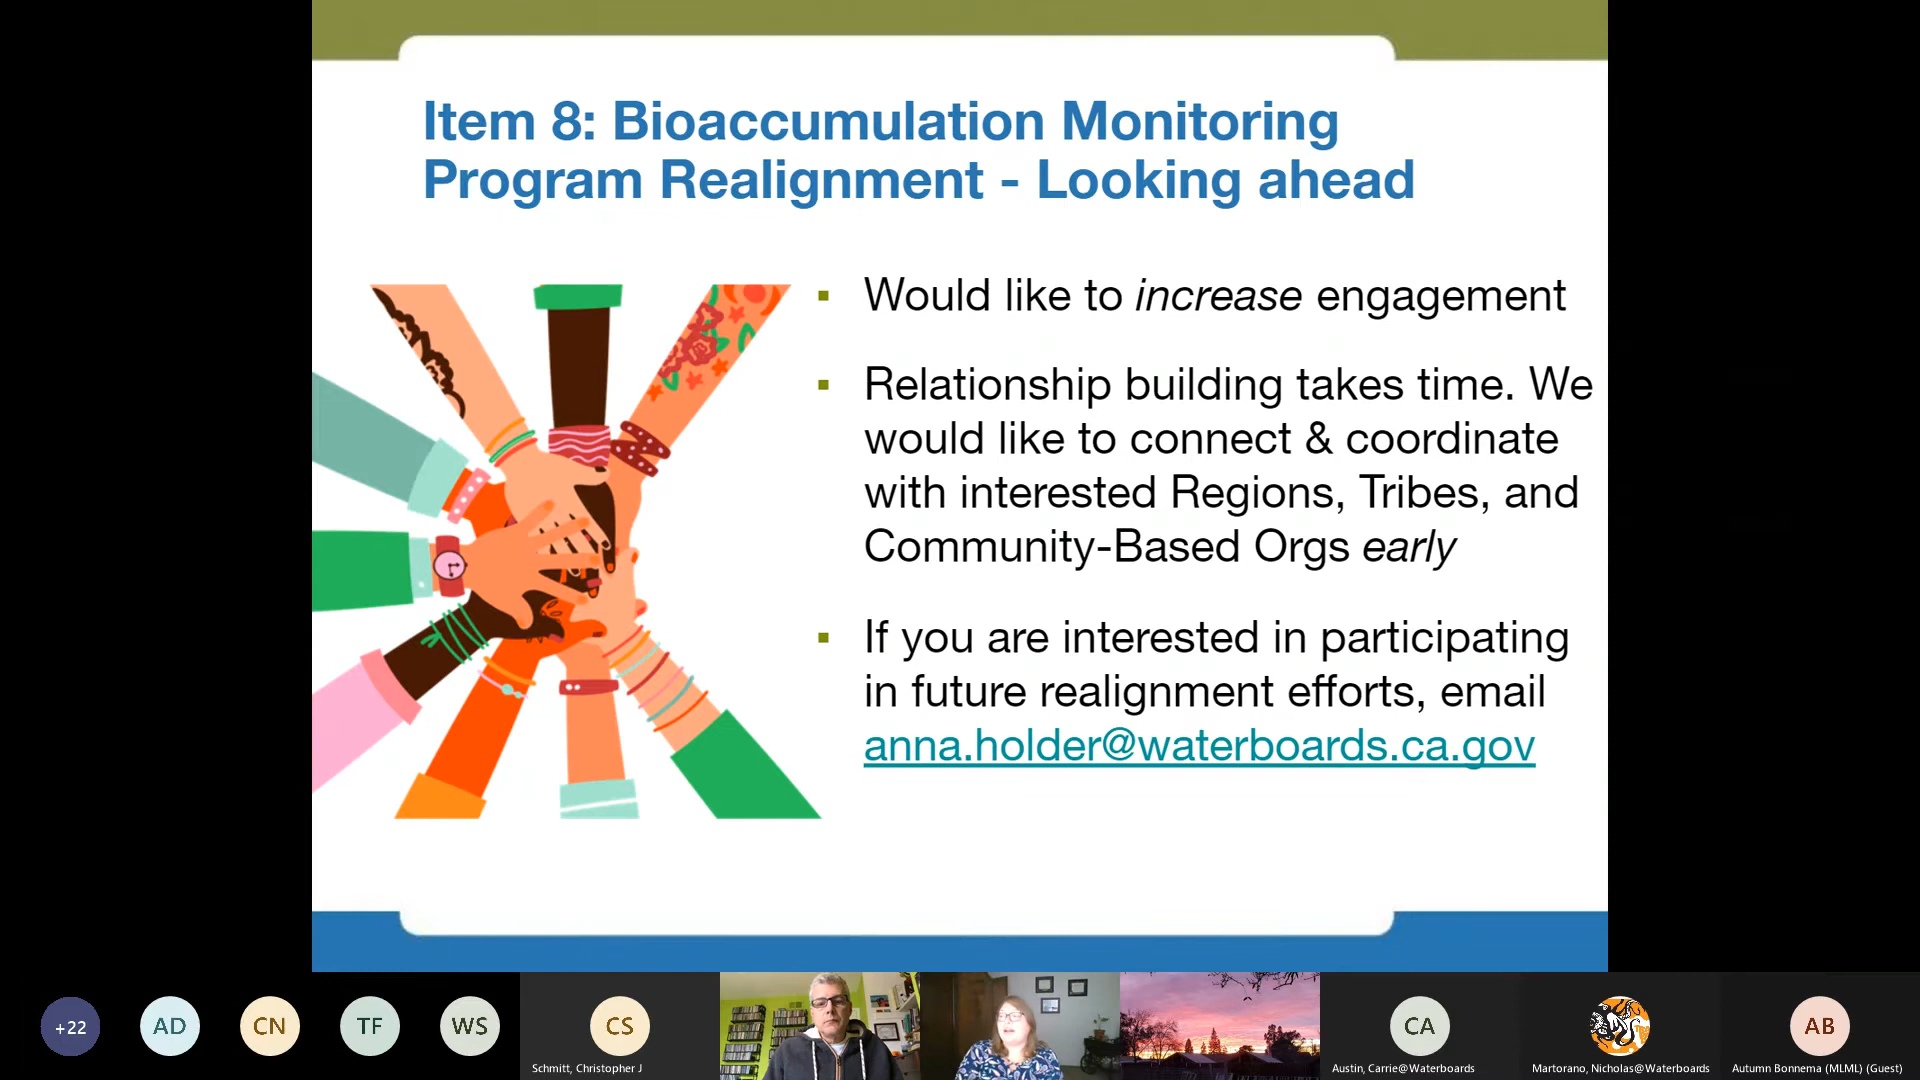 Item 8: Bioaccumulation Monitoring
Program Realignment - Looking ahead
▪ Would like to increase engagement
▪ Relationship building takes time. We
would like to connect & coordinate
with interested Regions, Tribes, and
Community-Based Orgs early
▪ If you are interested in participating
in future realignment efforts, email
anna.holder@waterboards.ca.gov
+22
AD
CN
TF
WS
CS
Schmitt, Christopher J
CA
Austin, Carrie@Waterboards
Martorano, Nicholas@Waterboards
AB
Autumn Bonnema (MLML) (Guest)